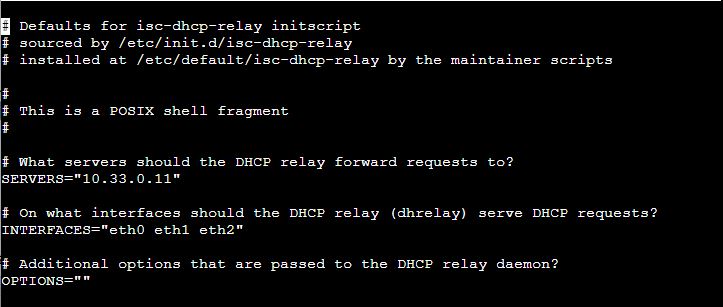 # Defaults for isc-dhcp-relay initscript
# sourced by /etc/init.d/isc-dhcp-relay
# installed at /etc/default/isc-dhcp-relay by the maintainer scripts
#
# This is a POSIX shell fragment
#
# What servers should the DHCP relay forward requests to?
SERVERS="10.33.0.11"
# On what interfaces should the DHCP relay (dhrelay) serve DHCP requests?
INTERFACES="eth0 eth1 eth2"
# Additional options that are passed to the DHCP relay daemon?
OPTIONS=""